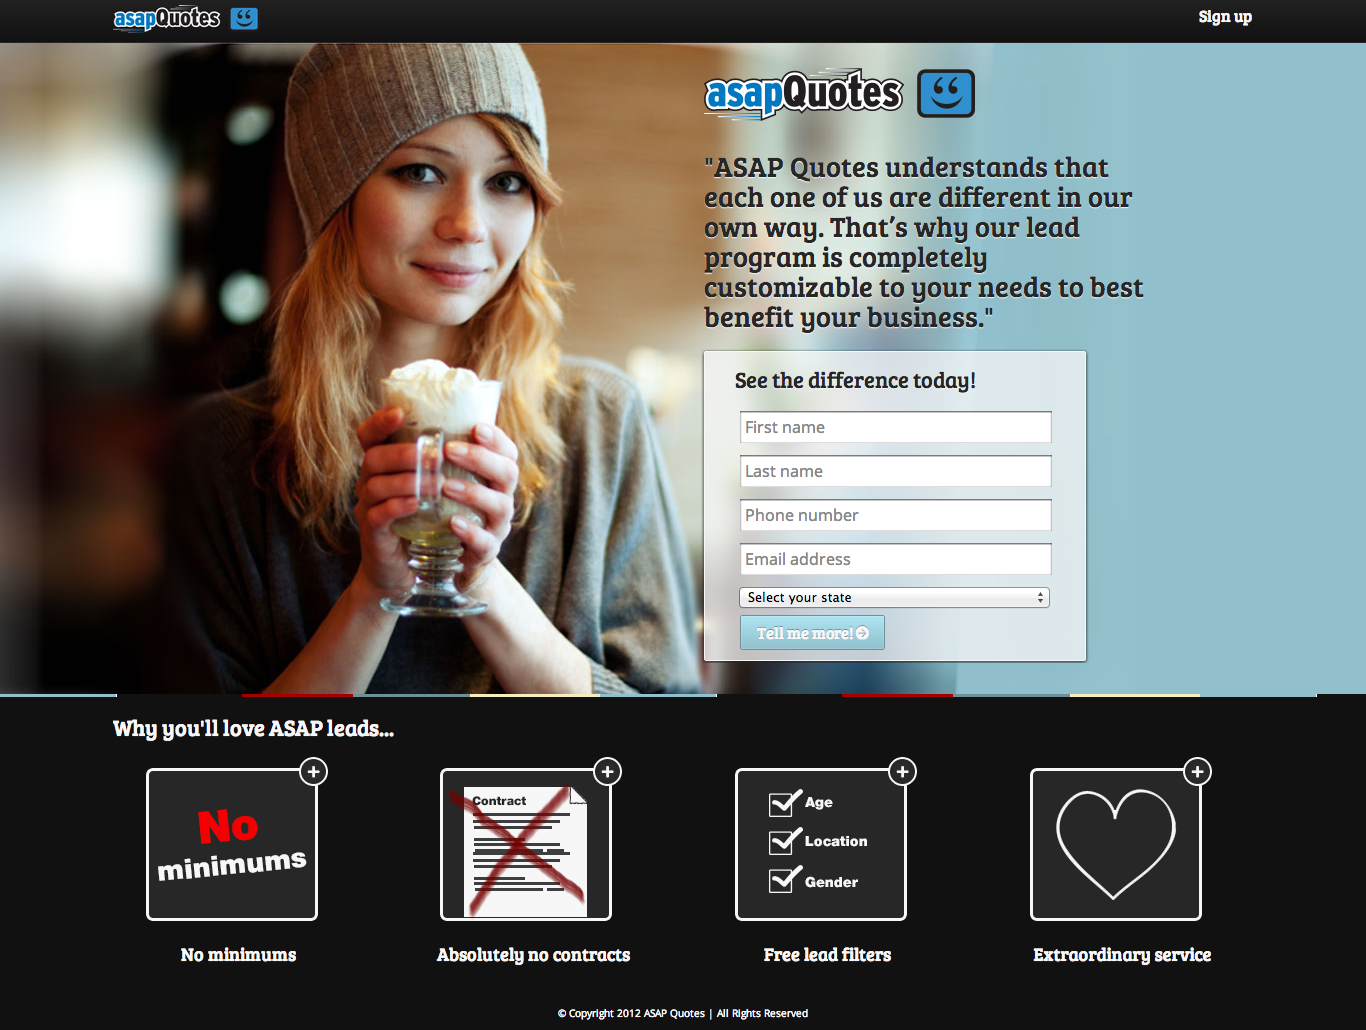 asapQuotes
Sign up
asapQuotes
"ASAP Quotes understands that
each one of us are different in our
own way. That’s why our lead
program is completely
customizable to your needs to best
benefit your business."
See the difference today!
First name
Last name
Phone number
Email address
Select your state
Tell me more!
Why you'll love ASAP leads...
No
minimums
Contract
Age
Location
Gender
No minimums
Absolutely no contracts
Free lead filters
Extraordinary service
© Copyright 2012 ASAP Quotes | All Rights Reserved